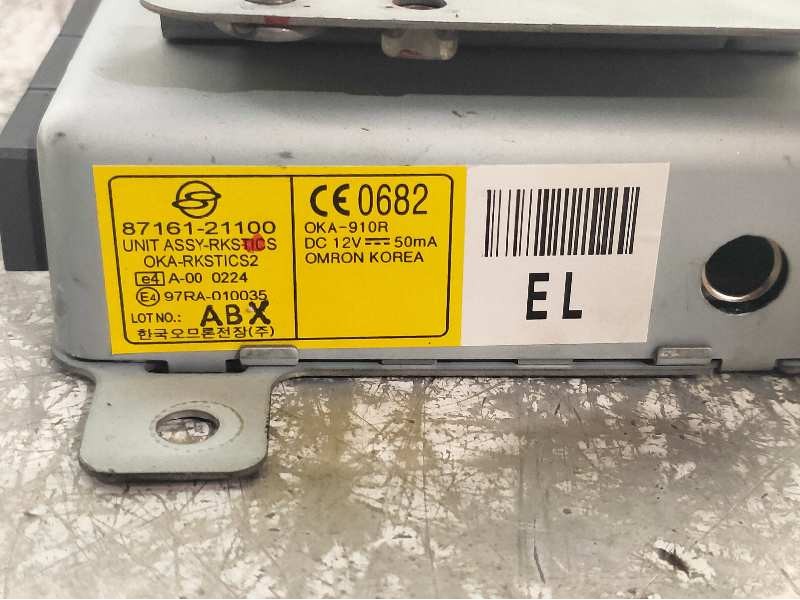 87161-21100
UNIT ASSY-RKSTICS
OKA-RKSTICS2
e4 A-00 0224
E4 97RA-010035
LOT NO.: ABX
한국오므론전장(주)
CE 0682
OKA-910R
DC 12V 50mA
OMRON KOREA
EL